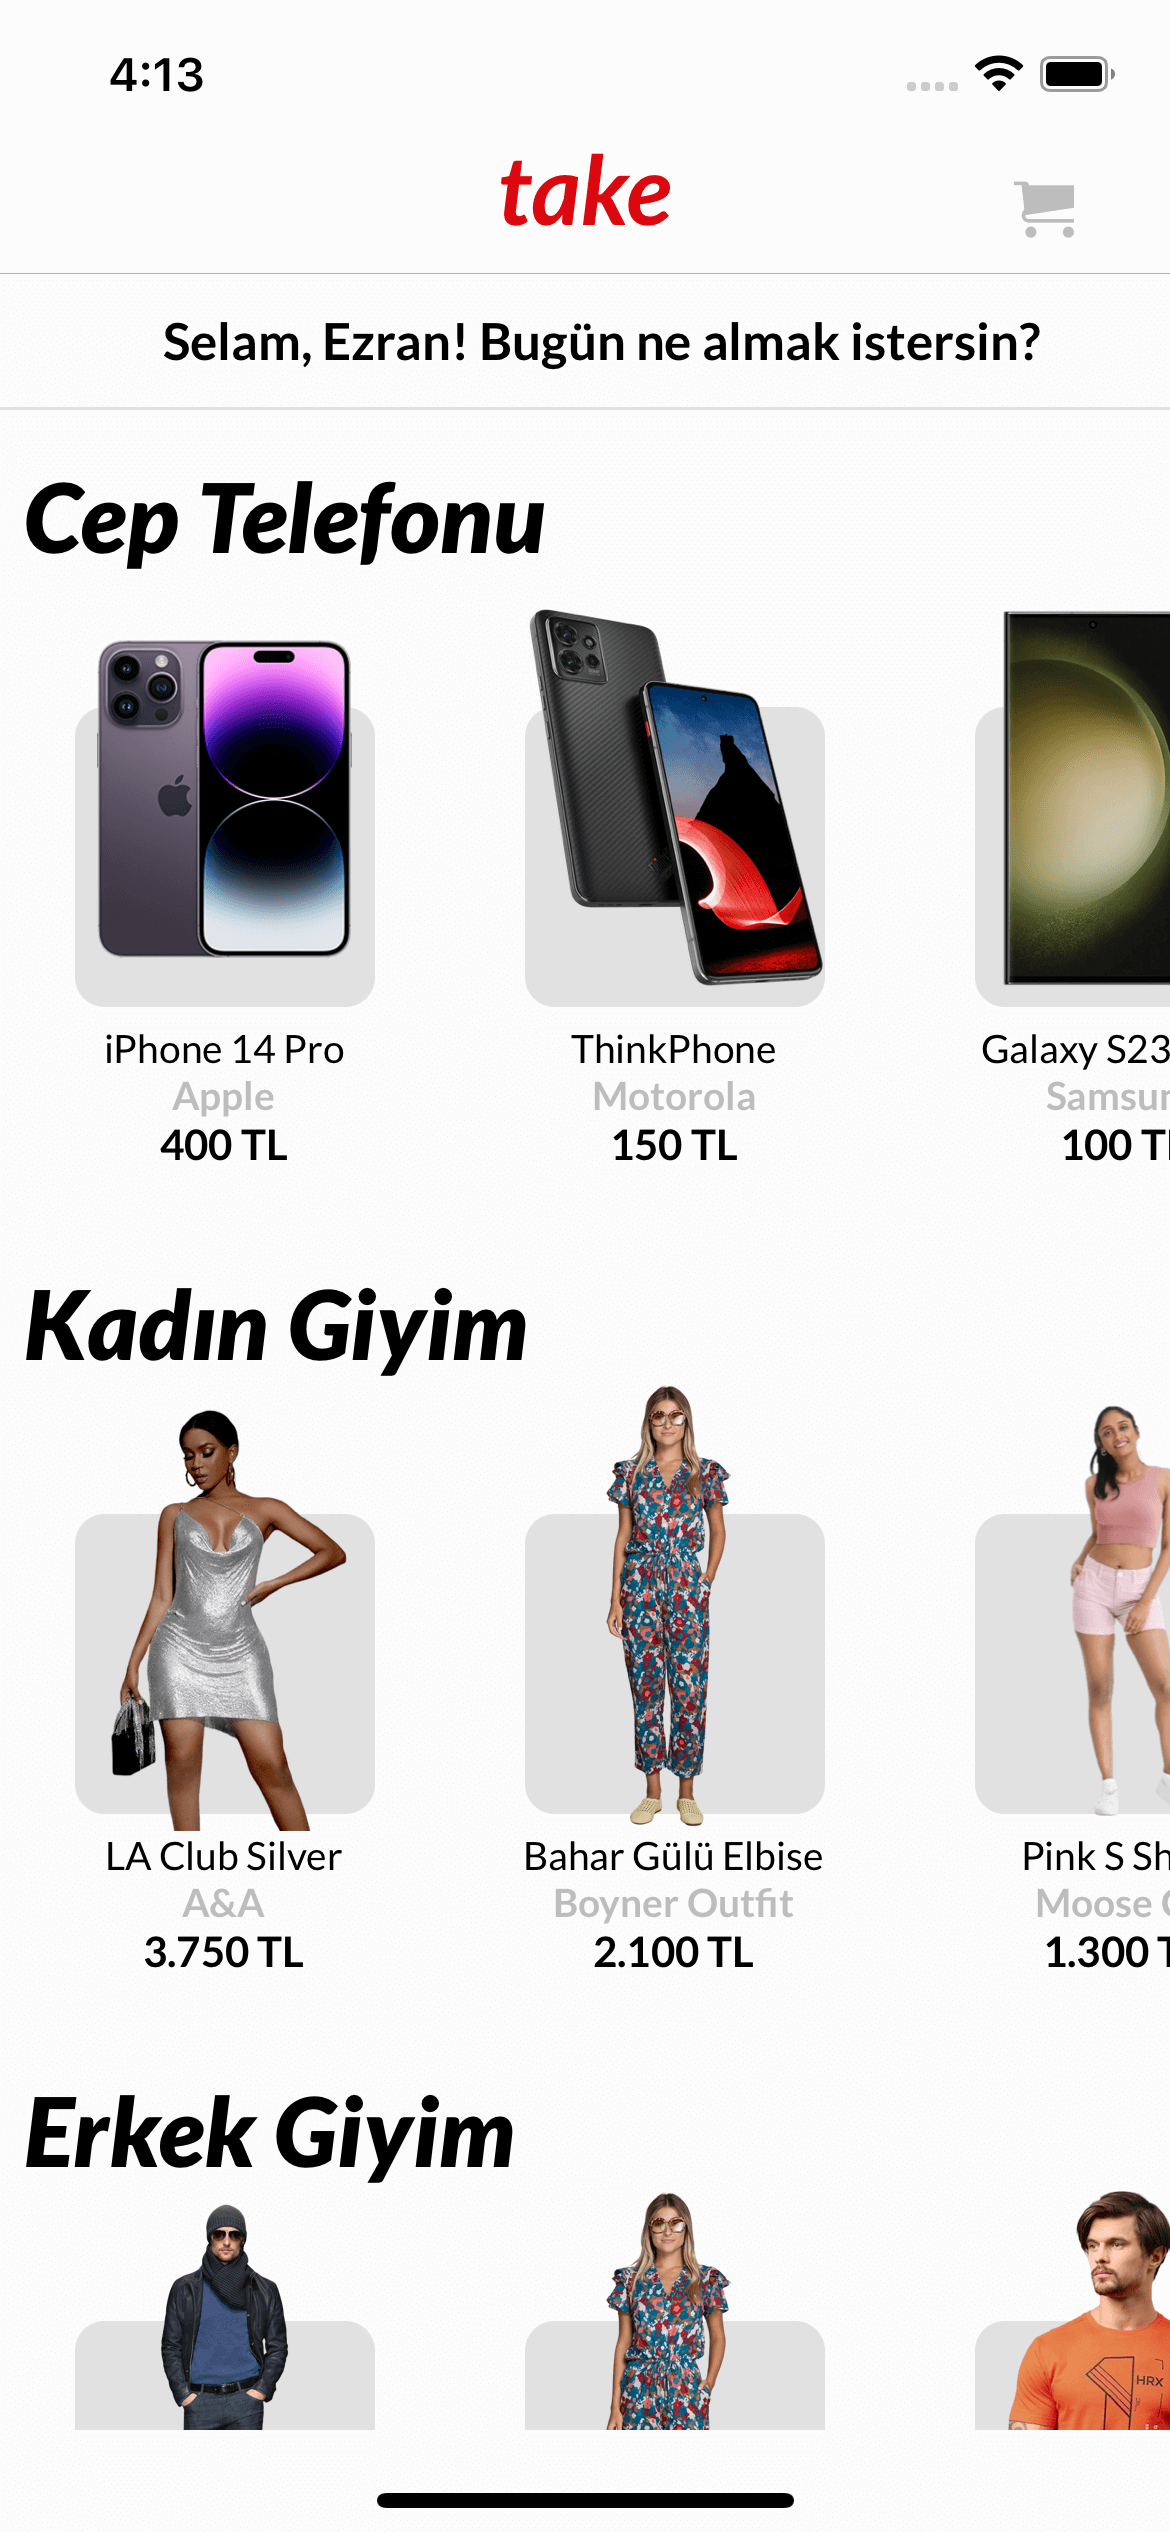 4:13
take
Selam, Ezran! Bugün ne almak istersin?
Cep Telefonu
iPhone 14 Pro
Apple
400 TL
ThinkPhone
Motorola
150 TL
Galaxy S23
Samsun
100 TL
Kadın Giyim
LA Club Silver
A&A
3.750 TL
Bahar Gülü Elbise
Boyner Outfit
2.100 TL
Pink S Sh
Moose
1.300 T
Erkek Giyim
HRX